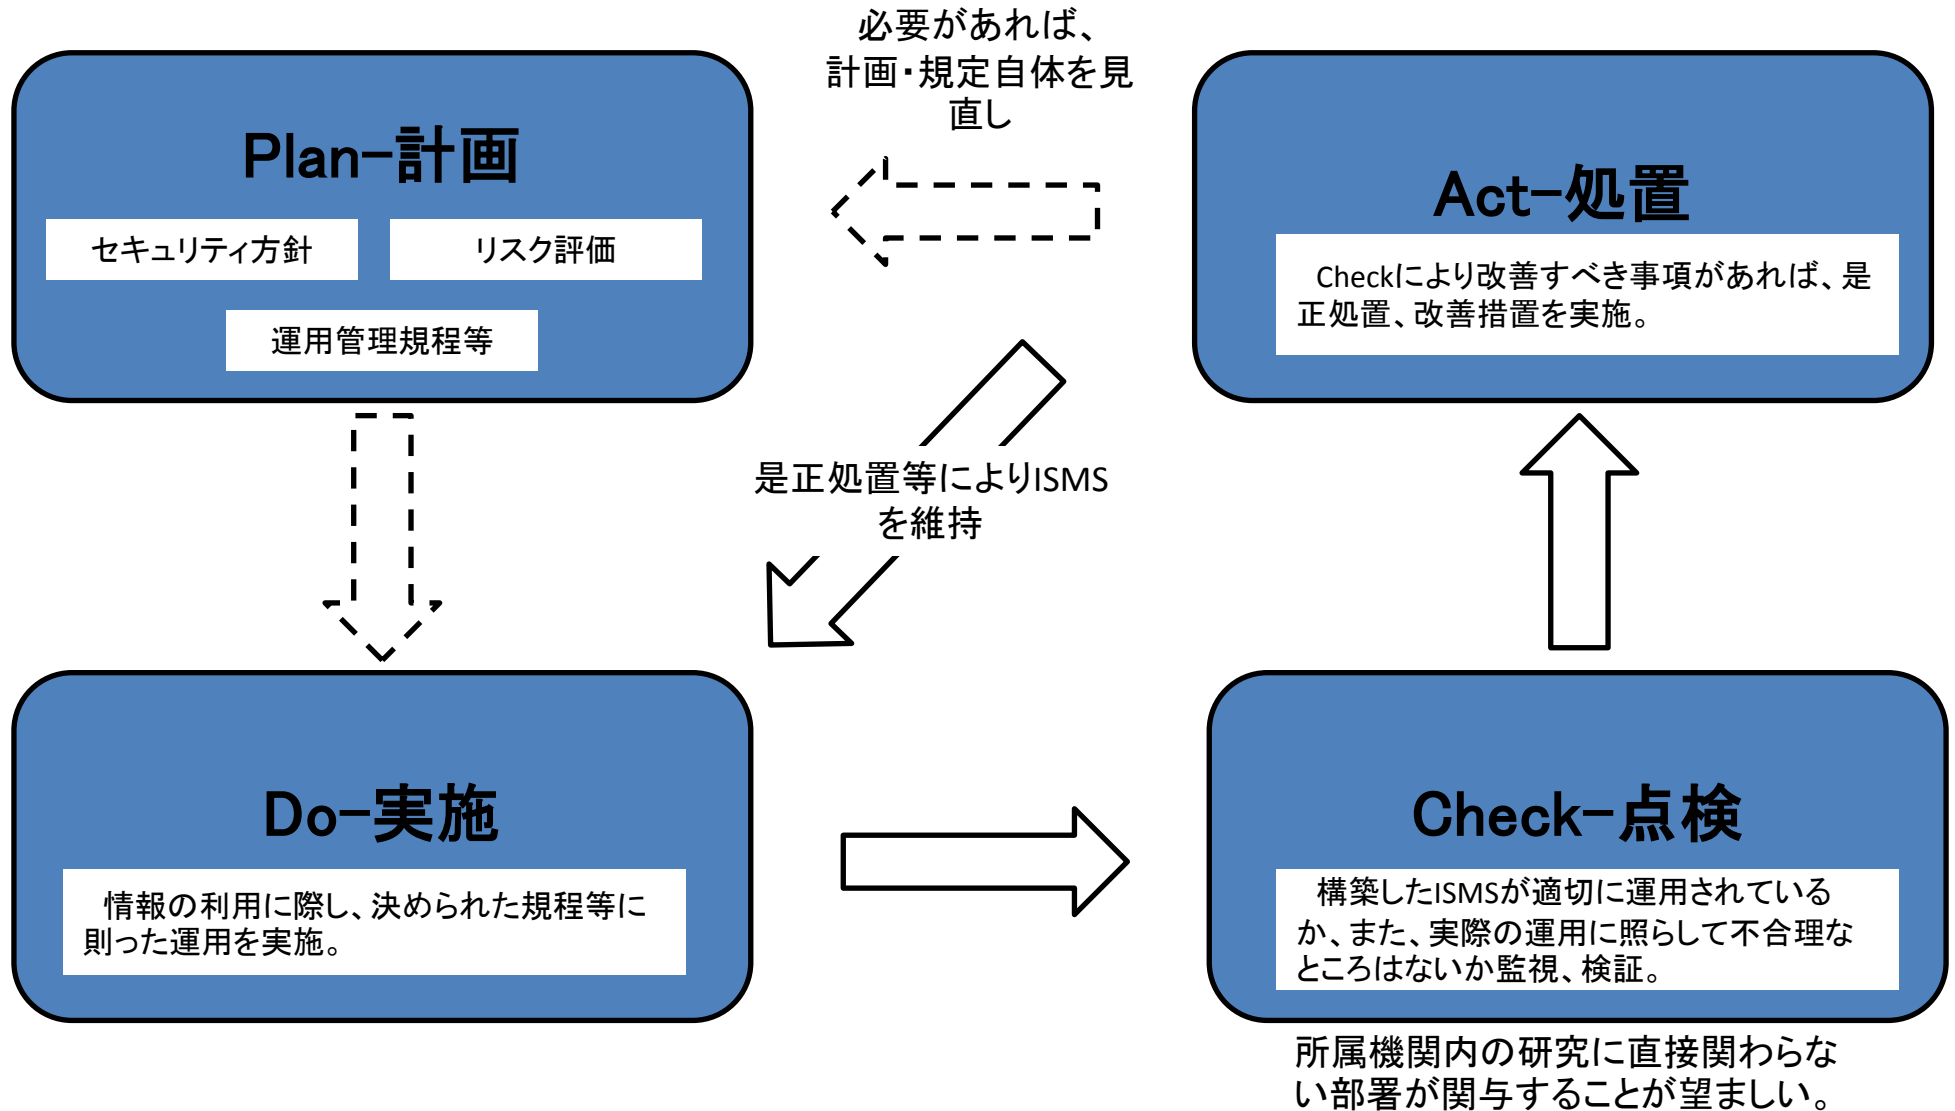 必要があれば、
計画・規定自体を見
直し
Plan−計画
セキュリティ方針
リスク評価
運用管理規程等
Act−処置
Checkにより改善すべき事項があれば、是
正処置、改善措置を実施。
是正処置等によりISMS
を維持
Do−実施
情報の利用に際し、決められた規程等に
則った運用を実施。
Check−点検
構築したISMSが適切に運用されている
か、また、実際の運用に照らして不合理な
ところはないか監視、検証。
所属機関内の研究に直接関わらな
い部署が関与することが望ましい。